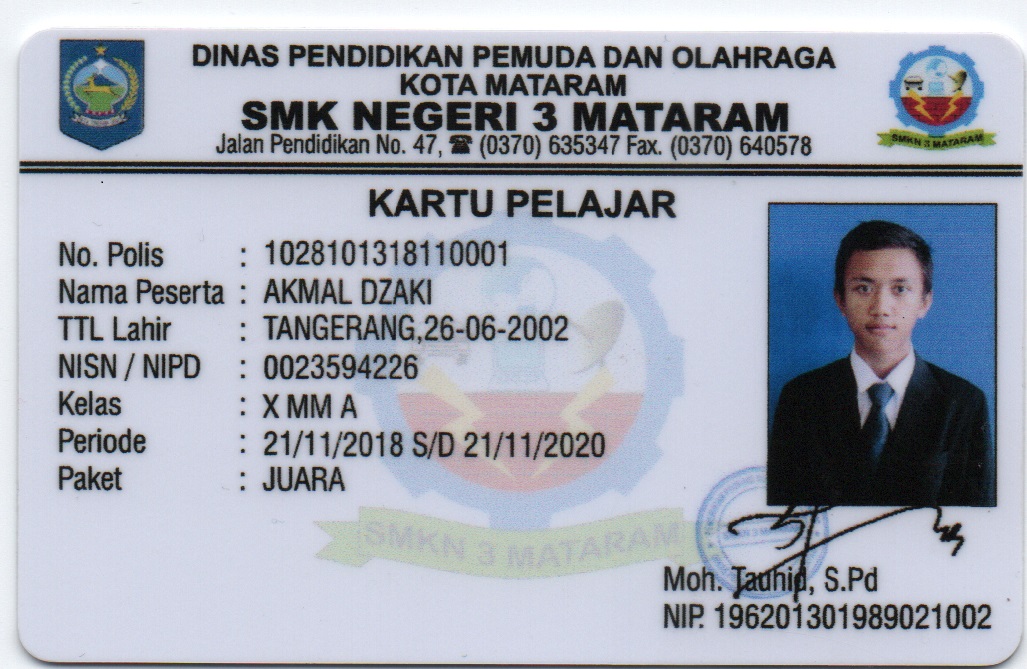 DINAS PENDIDIKAN PEMUDA DAN OLAHRAGA
KOTA MATARAM
SMK NEGERI 3 MATARAM
Jalan Pendidikan No. 47, ☎ (0370) 635347 Fax. (0370) 640578
SMKN 3 MATARAM
KARTU PELAJAR
No. Polis : 1028101318110001
Nama Peserta : AKMAL DZAKI
TTL Lahir : TANGERANG,26-06-2002
NISN / NIPD : 0023594226
Kelas : X MM A
Periode : 21/11/2018 S/D 21/11/2020
Paket : JUARA
SMKN 3 MATARAM
Moh. Tauhid, S.Pd
NIP. 196201301989021002